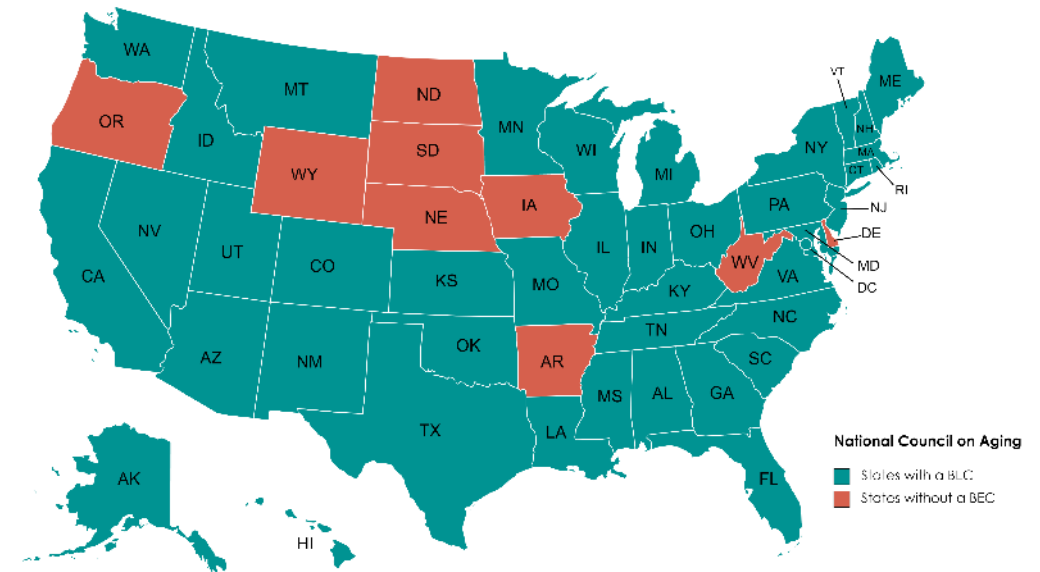 WA
MT
ND
MN
VT
ME
OR
ID
SD
WI
NH
WY
MI
NY
MA
CT
RI
NE
IA
PA
NJ
NV
UT
CO
IL
IN
OH
DE
CA
KS
MO
WV
VA
MD
DC
KY
NC
TN
AZ
NM
OK
AR
SC
MS
AL
GA
TX
LA
FL
AK
HI
National Council on Aging
States with a BEC
States without a BEC